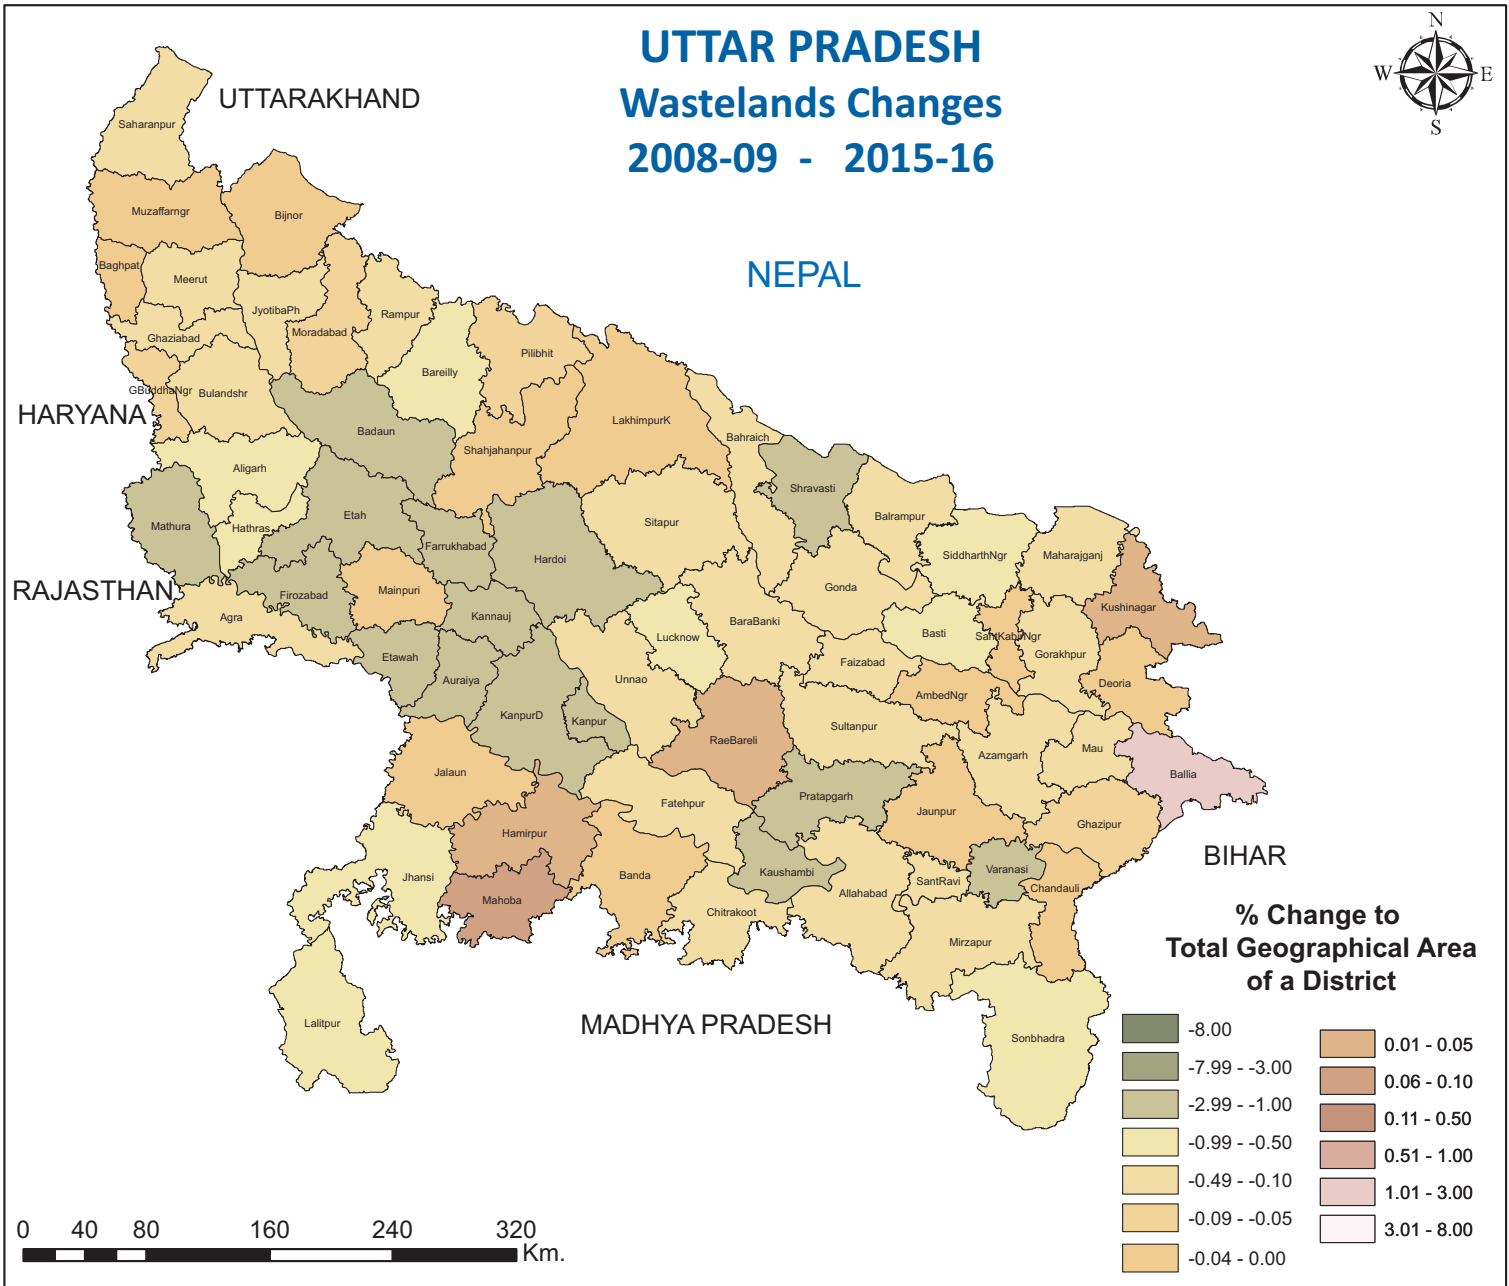 UTTAR PRADESH
Wastelands Changes
2008-09 - 2015-16
N
W
E
S
UTTARAKHAND
NEPAL
HARYANA
RAJASTHAN
BIHAR
MADHYA PRADESH
Saharanpur
Muzaffarngr
Bijnor
Baghpat
Meerut
JyotibaPh
Rampur
Moradabad
Ghaziabad
Pilibhit
Bareilly
GBuddhaNgr
Bulandshr
LakhimpurK
Badaun
Bahraich
Shahjahanpur
Aligarh
Shravasti
Mathura
Hathras
Etah
Sitapur
Balrampur
Farrukhabad
Hardoi
SiddharthNgr
Maharajganj
Firozabad
Mainpuri
Gonda
Kushinagar
Agra
Kannauj
BaraBanki
Lucknow
Basti
SantKabirNgr
Gorakhpur
Etawah
Auraiya
Unnao
Faizabad
Deoria
AmbedNgr
KanpurD
Kanpur
RaeBareli
Sultanpur
Azamgarh
Mau
Jalaun
Ballia
Fatehpur
Pratapgarh
Jaunpur
Ghazipur
Hamirpur
Jhansi
Banda
Kaushambi
Varanasi
Mahoba
Allahabad
SantRavi
Chandauli
Chitrakoot
Mirzapur
Lalitpur
Sonbhadra
% Change to
Total Geographical Area
of a District
-8.00
-7.99 - -3.00
-2.99 - -1.00
-0.99 - -0.50
-0.49 - -0.10
-0.09 - -0.05
-0.04 - 0.00
0.01 - 0.05
0.06 - 0.10
0.11 - 0.50
0.51 - 1.00
1.01 - 3.00
3.01 - 8.00
0 40 80 160 240 320
Km.